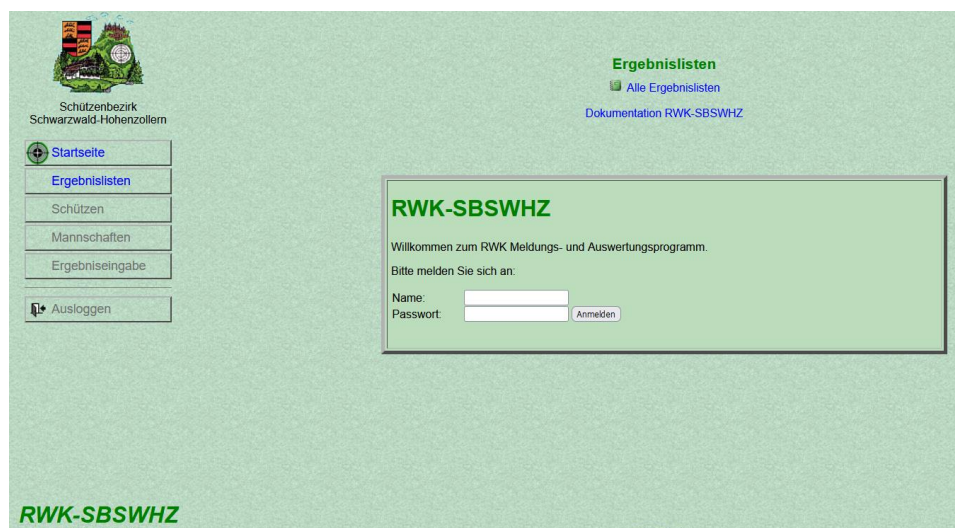 Schützenbezirk
Schwarzwald-Hohenzollern
Startseite
Ergebnislisten
Schützen
Mannschaften
Ergebniseingabe
Ausloggen
RWK-SBSWHZ
Ergebnislisten
Alle Ergebnislisten
Dokumentation RWK-SBSWHZ
RWK-SBSWHZ
Willkommen zum RWK Meldungs- und Auswertungsprogramm.
Bitte melden Sie sich an:
Name:
Passwort: Anmelden